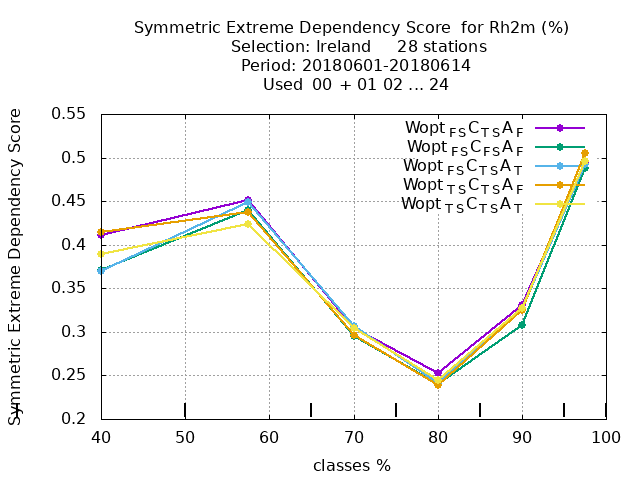 Symmetric Extreme Dependency Score for Rh2m (%)
Selection: Ireland 28 stations
Period: 20180601-20180614
Used 00 + 01 02 ... 24
Symmetric Extreme Dependency Score
0.55
0.5
0.45
0.4
0.35
0.3
0.25
0.2
Wopt FS C TS A F
Wopt FS C FS A F
Wopt FS C TS A T
Wopt TS C TS A F
Wopt TS C TS A T
40 50 60 70 80 90 100
classes %